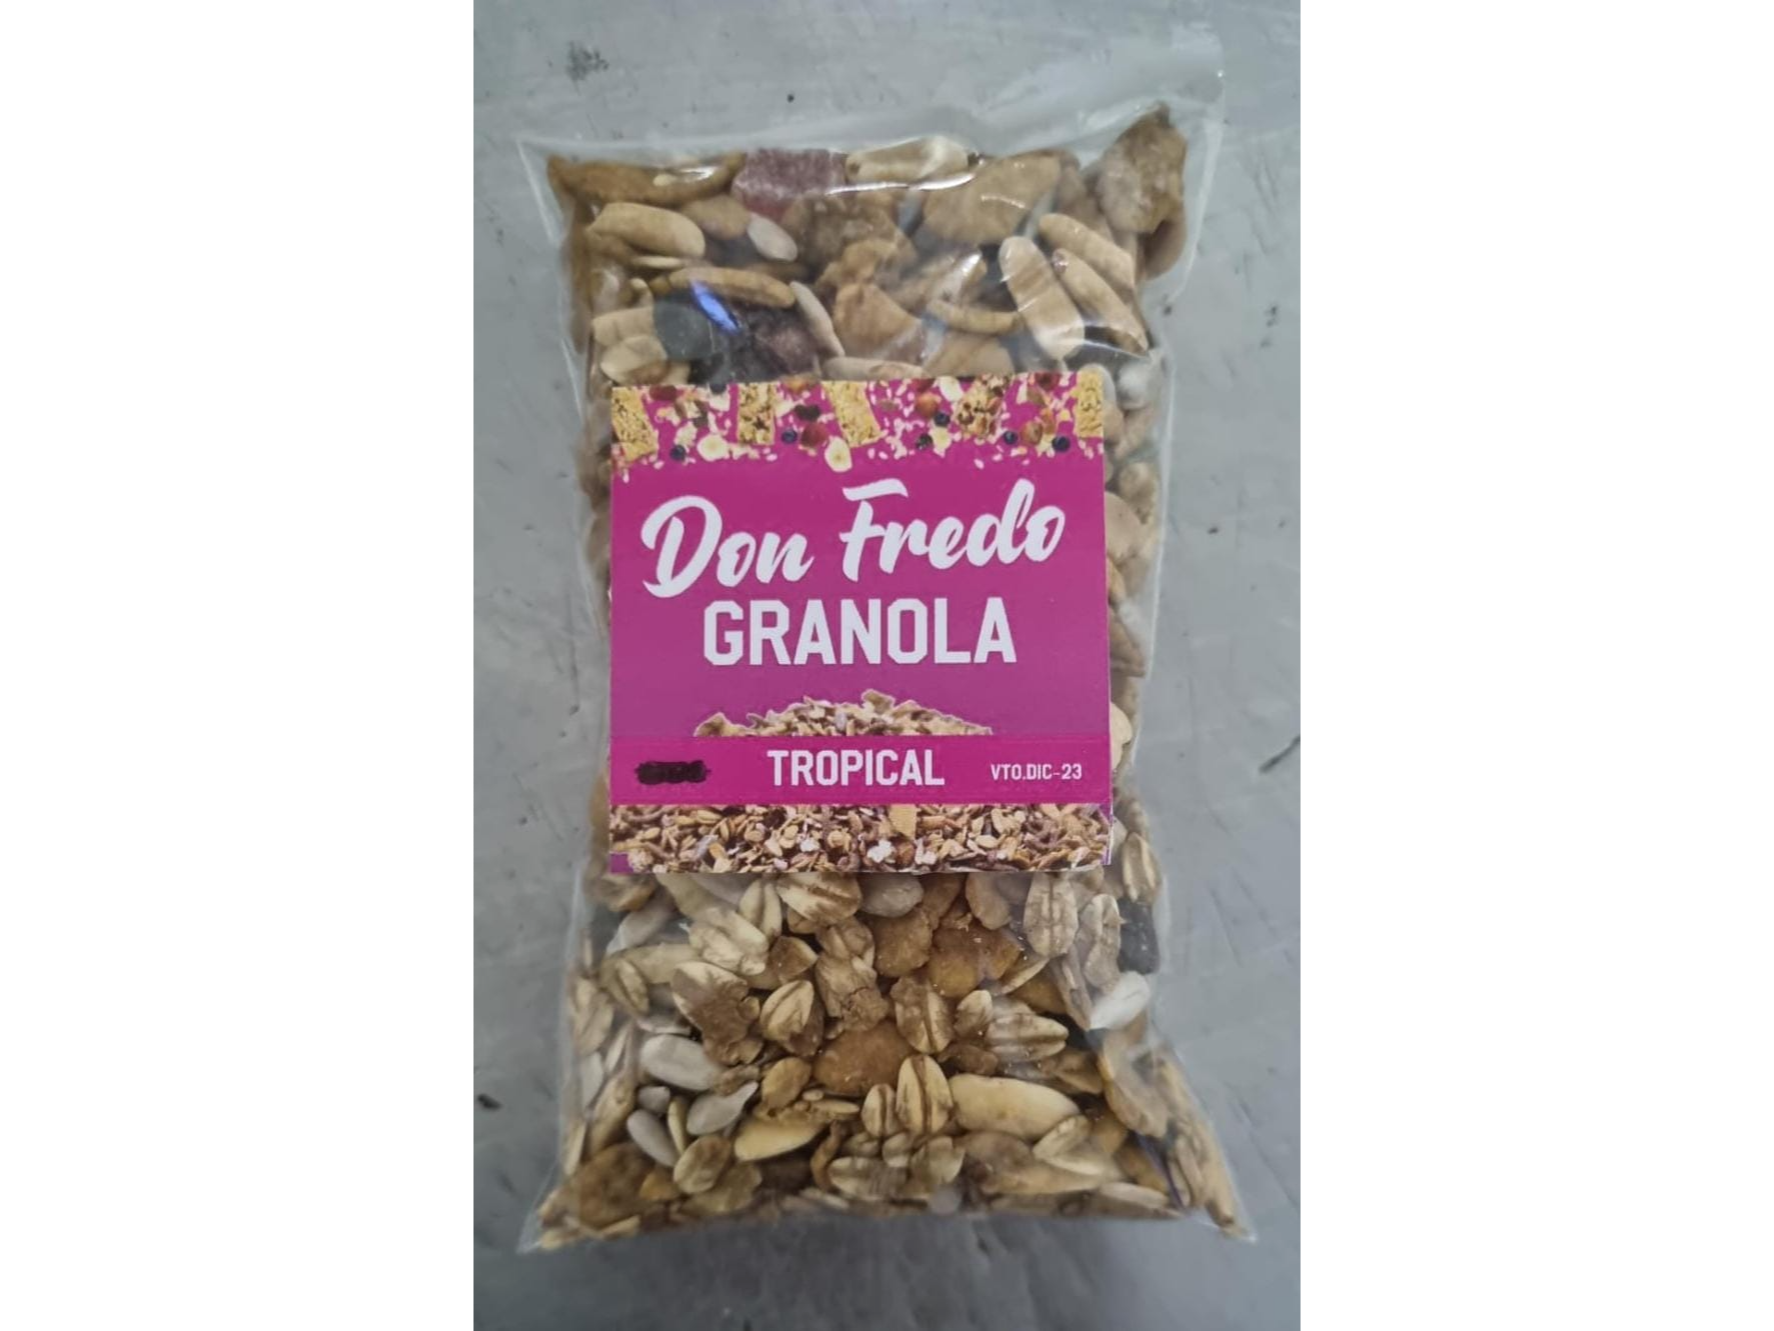 Don Fredo
GRANOLA
TROPICAL VTO.DIC-23